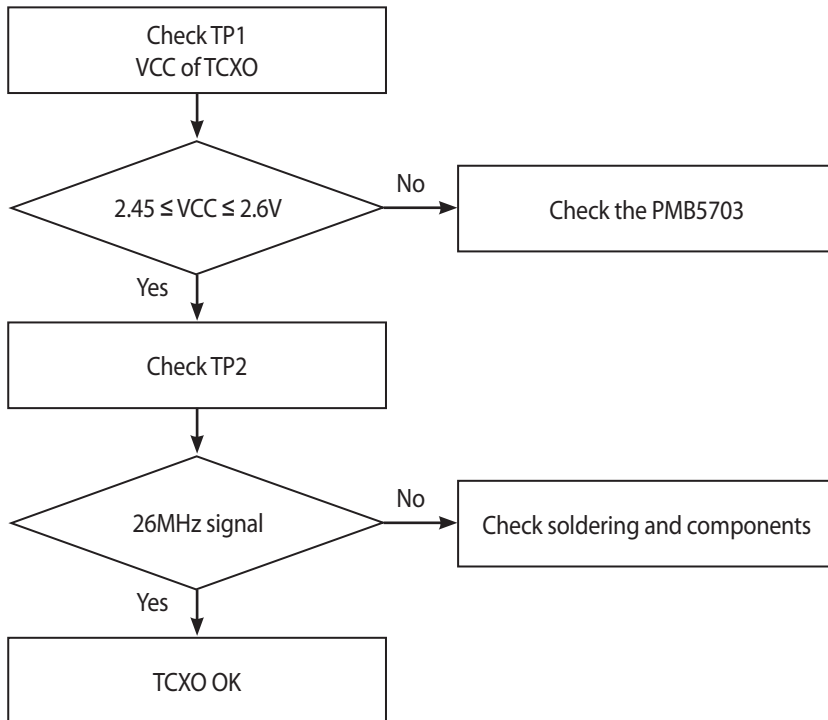 Check TP1
VCC of TCXO
2.45 ≤ VCC ≤ 2.6V
No
Check the PMB5703
Yes
Check TP2
26MHz signal
No
Check soldering and components
Yes
TCXO OK